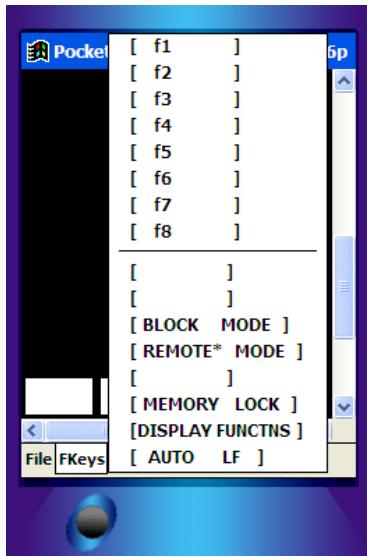 Pocket 6p
[ f1 ]
[ f2 ]
[ f3 ]
[ f4 ]
[ f5 ]
[ f6 ]
[ f7 ]
[ f8 ]
[ ]
[ ]
[ BLOCK MODE ]
[ REMOTE* MODE ]
[ ]
[ MEMORY LOCK ]
[DISPLAY FUNCTNS ]
[ AUTO LF ]
File FKeys